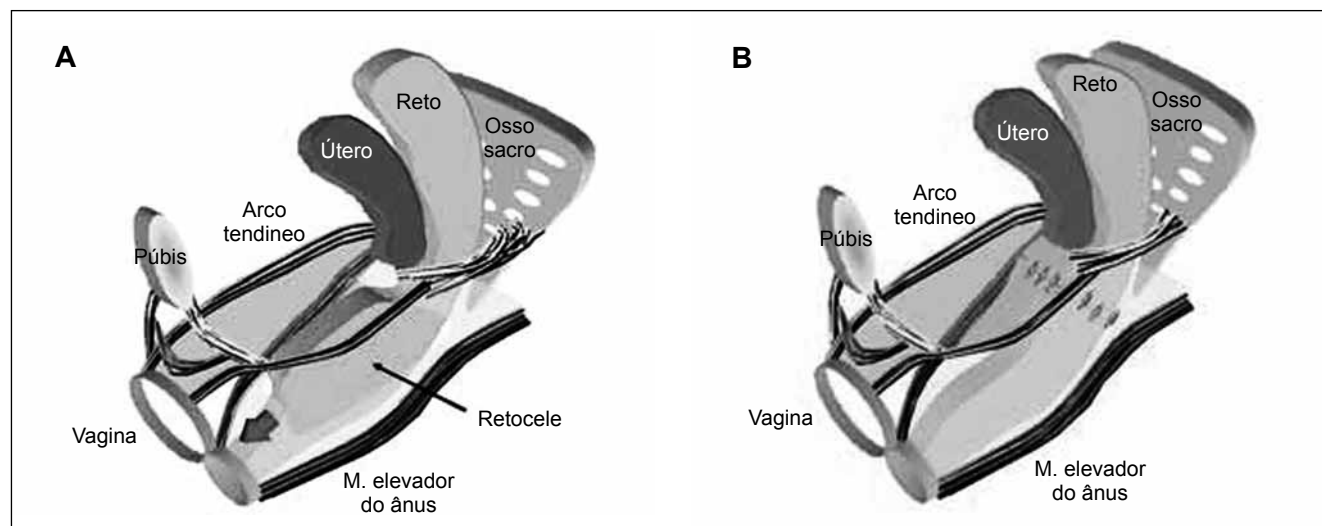 A
Reto
Osso
sacro
Útero
Arco
tendineo
Púbis
Vagina
Retocele
M. elevador
do ânus
B
Reto
Osso
sacro
Útero
Arco
tendineo
Púbis
Vagina
M. elevador
do ânus